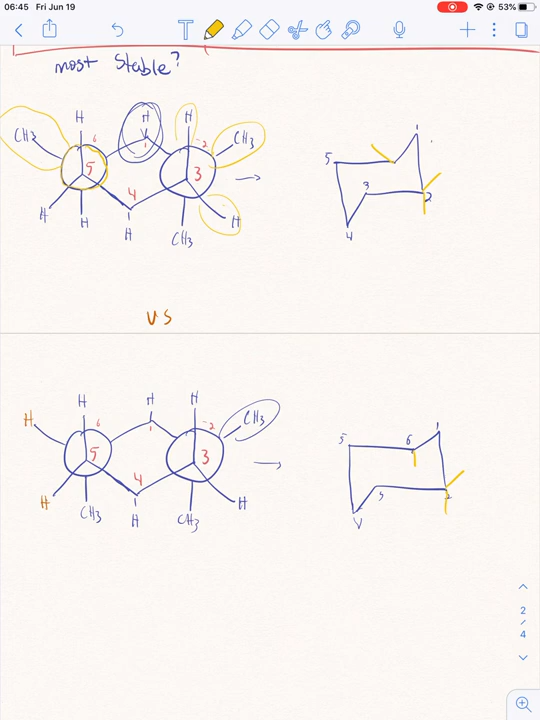 06:45 Fri Jun 19
53%
T
most stable?
H H H
CH3 6 1 -2 CH3
5 3
4
H H H H
CH3
1
5
3
2
4
vs
H H H
H 6 1 -2 CH3
5 3
4
H CH3 H CH3 H
1
5 6
3
2
4
2
/
4